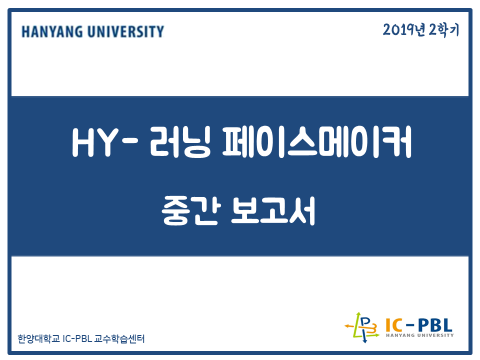 HANYANG UNIVERSITY
2019년 2학기
HY- 러닝 페이스메이커
중간 보고서
한양대학교 IC-PBL 교수학습센터
IC-PBL
HANYANG UNIVERSITY